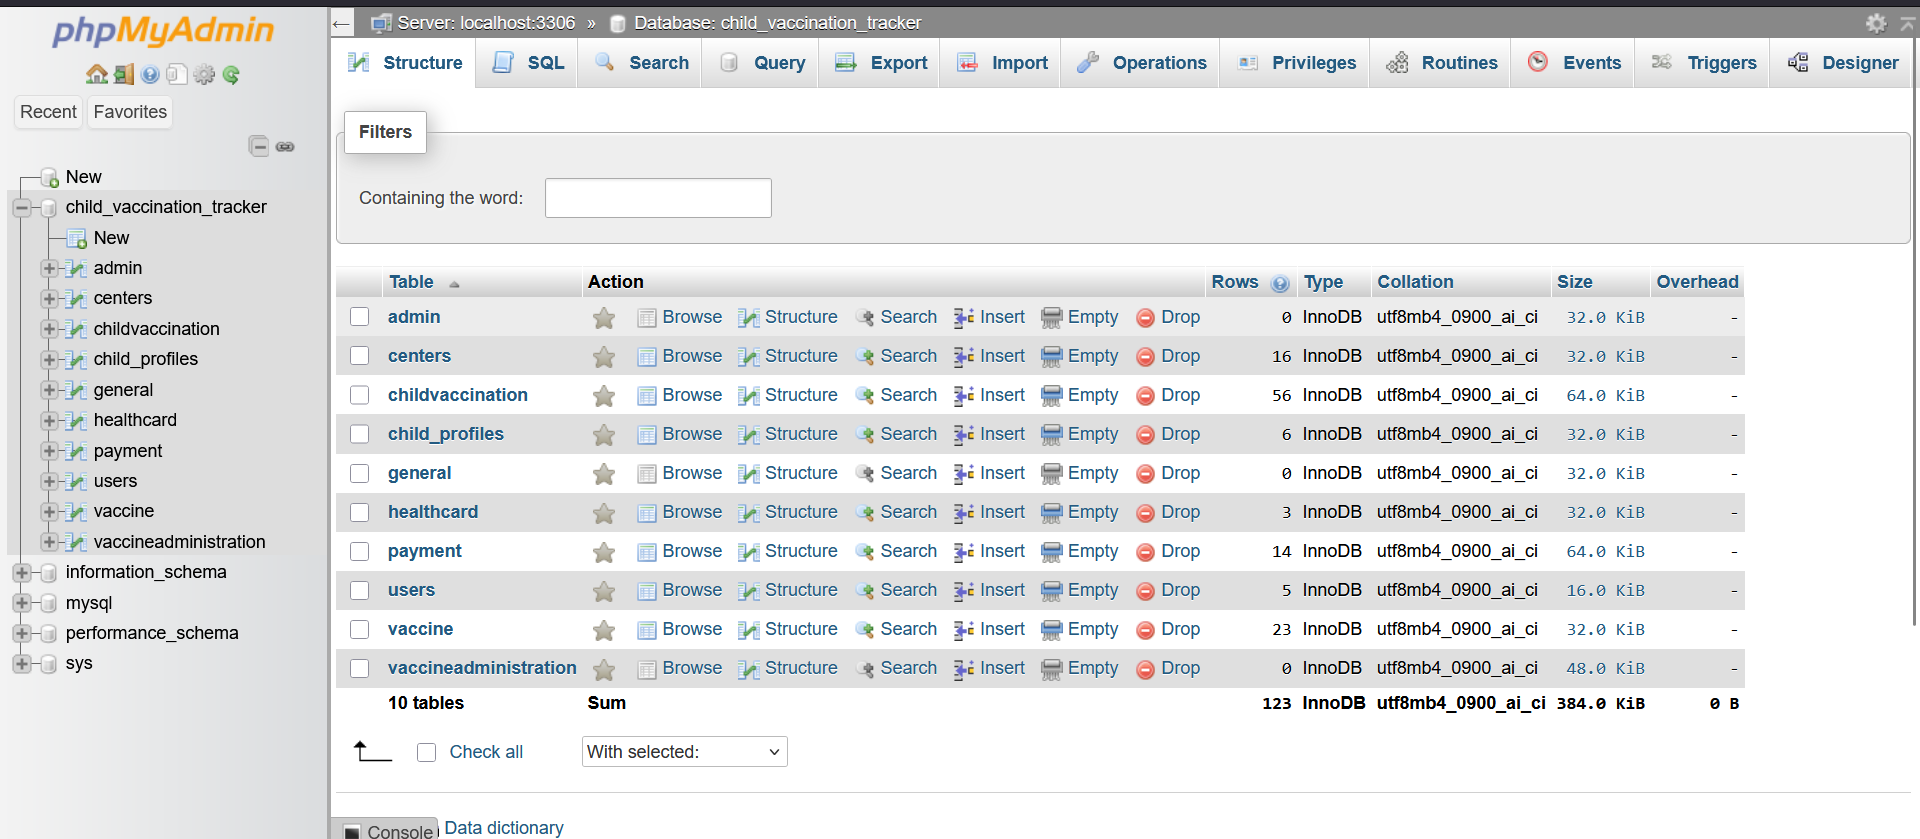 phpMyAdmin
Recent Favorites
New
child_vaccination_tracker
New
admin
centers
childvaccination
child_profiles
general
healthcard
payment
users
vaccine
vaccineadministration
information_schema
mysql
performance_schema
sys
Server: localhost:3306 » Database: child_vaccination_tracker
Structure SQL Search Query Export Import Operations Privileges Routines Events Triggers Designer
Filters
Containing the word:
Table Action Rows Type Collation Size Overhead
admin Browse Structure Search Insert Empty Drop 0 InnoDB utf8mb4_0900_ai_ci 32.0 KiB -
centers Browse Structure Search Insert Empty Drop 16 InnoDB utf8mb4_0900_ai_ci 32.0 KiB -
childvaccination Browse Structure Search Insert Empty Drop 56 InnoDB utf8mb4_0900_ai_ci 64.0 KiB -
child_profiles Browse Structure Search Insert Empty Drop 6 InnoDB utf8mb4_0900_ai_ci 32.0 KiB -
general Browse Structure Search Insert Empty Drop 0 InnoDB utf8mb4_0900_ai_ci 32.0 KiB -
healthcard Browse Structure Search Insert Empty Drop 3 InnoDB utf8mb4_0900_ai_ci 32.0 KiB -
payment Browse Structure Search Insert Empty Drop 14 InnoDB utf8mb4_0900_ai_ci 64.0 KiB -
users Browse Structure Search Insert Empty Drop 5 InnoDB utf8mb4_0900_ai_ci 16.0 KiB -
vaccine Browse Structure Search Insert Empty Drop 23 InnoDB utf8mb4_0900_ai_ci 32.0 KiB -
vaccineadministration Browse Structure Search Insert Empty Drop 0 InnoDB utf8mb4_0900_ai_ci 48.0 KiB -
10 tables Sum 123 InnoDB utf8mb4_0900_ai_ci 384.0 KiB 0 B
Check all With selected:
Console Data dictionary